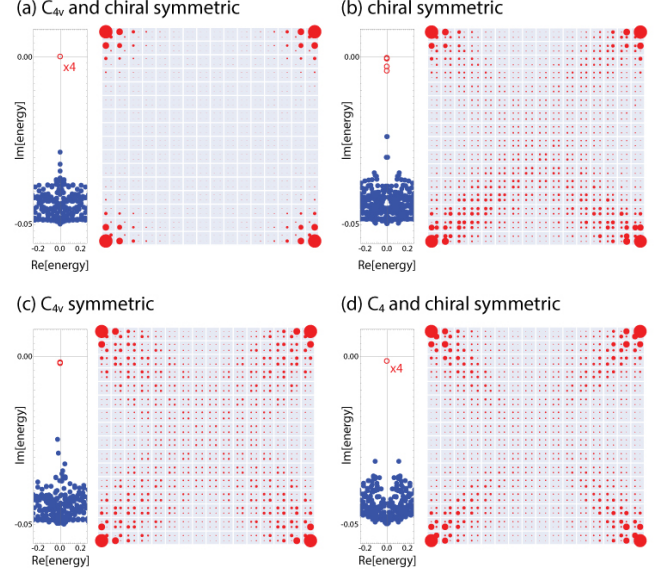 (a) C4v and chiral symmetric
0.00
x4
Im[energy]
-0.05
-0.2 0.0 0.2
Re[energy]
(b) chiral symmetric
0.00
Im[energy]
-0.05
-0.2 0.0 0.2
Re[energy]
(c) C4v symmetric
0.00
Im[energy]
-0.05
-0.2 0.0 0.2
Re[energy]
(d) C4 and chiral symmetric
0.00
x4
Im[energy]
-0.05
-0.2 0.0 0.2
Re[energy]